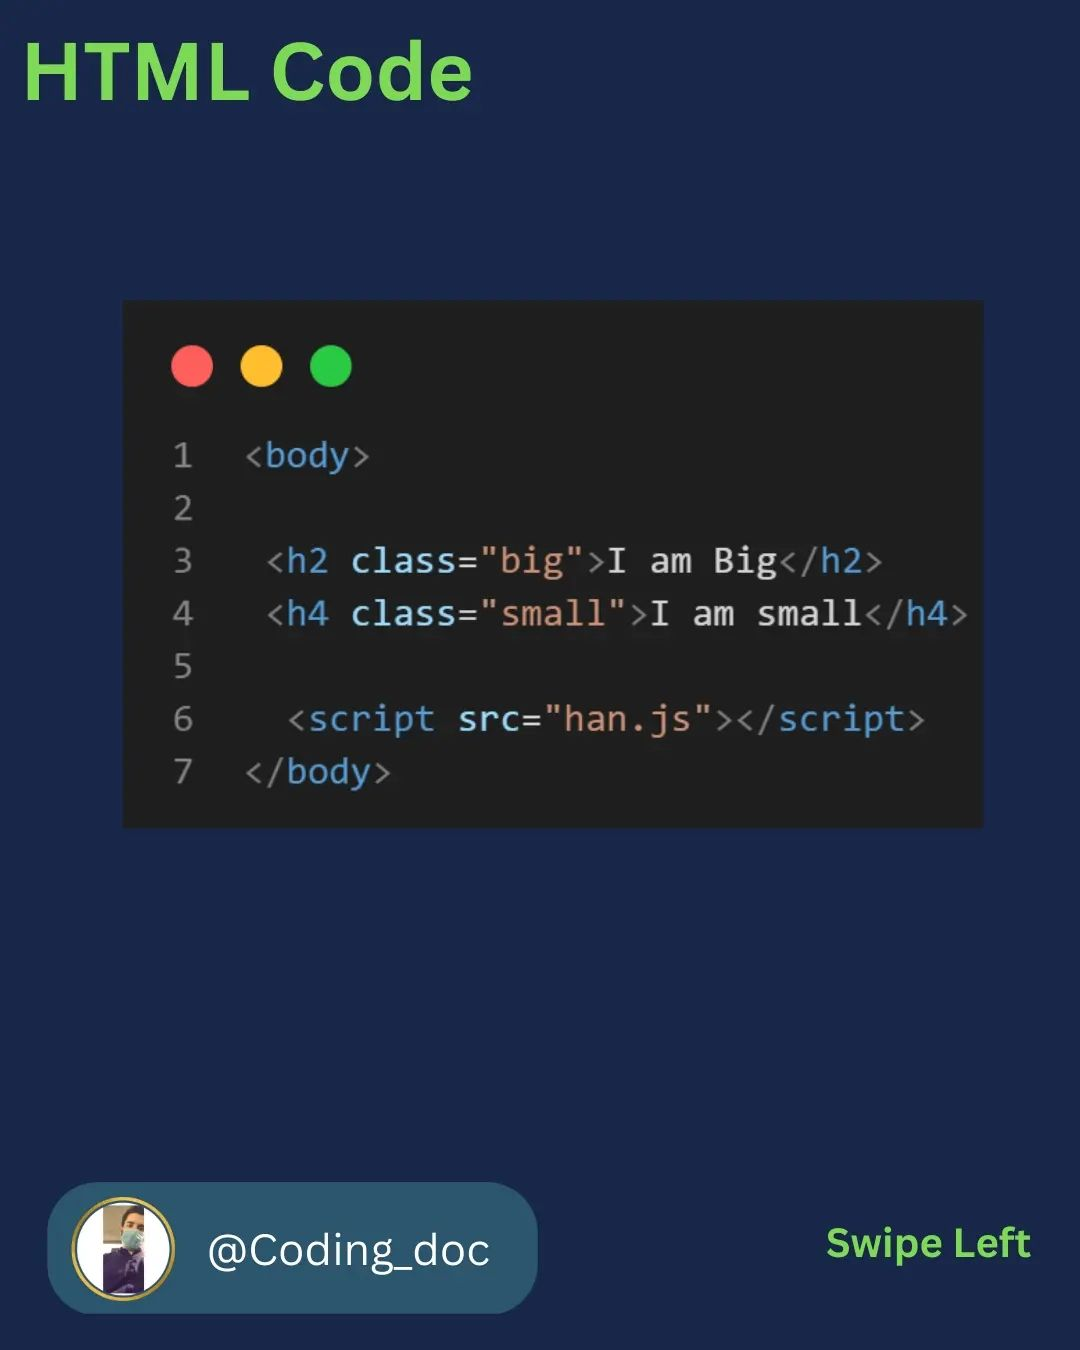 HTML Code
1 <body>
2
3 <h2 class="big">I am Big</h2>
4 <h4 class="small">I am small</h4>
5
6 <script src="han.js"></script>
7 </body>
@Coding_doc
Swipe Left